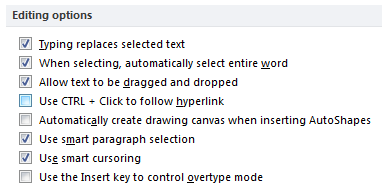 Editing options
Typing replaces selected text
When selecting, automatically select entire word
Allow text to be dragged and dropped
Use CTRL + Click to follow hyperlink
Automatically create drawing canvas when inserting AutoShapes
Use smart paragraph selection
Use smart cursoring
Use the Insert key to control overtype mode